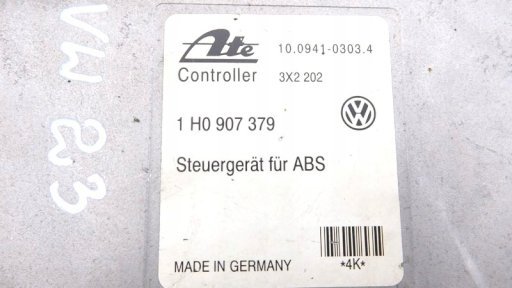 Ate 10.0941-0303.4
Controller 3X2 202
1 H0 907 379
Steuergerät für ABS
MADE IN GERMANY *4K*
VW 23